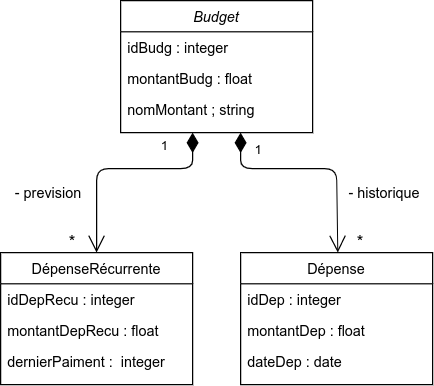 Budget
idBudg : integer
montantBudg : float
nomMontant ; string
1
1
- prevision
- historique
*
*
DépenseRécurrente
idDepRecu : integer
montantDepRecu : float
dernierPaiment : integer
Dépense
idDep : integer
montantDep : float
dateDep : date